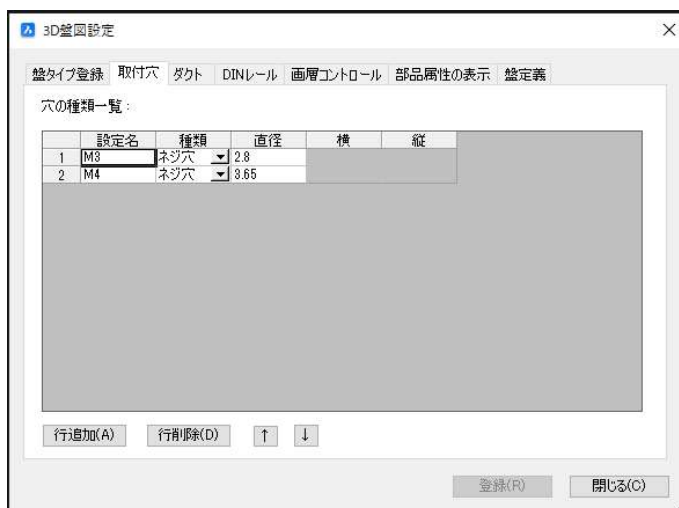 3D盤図設定
盤タイプ登録 取付穴 ダクト DINレール 画層コントロール 部品属性の表示 盤定義
穴の種類一覧:
設定名 種類 直径 横 縦
1 M3 ネジ穴 2.8
2 M4 ネジ穴 3.65
行追加(A) 行削除(D) ↑ ↓
登録(R) 閉じる(C)